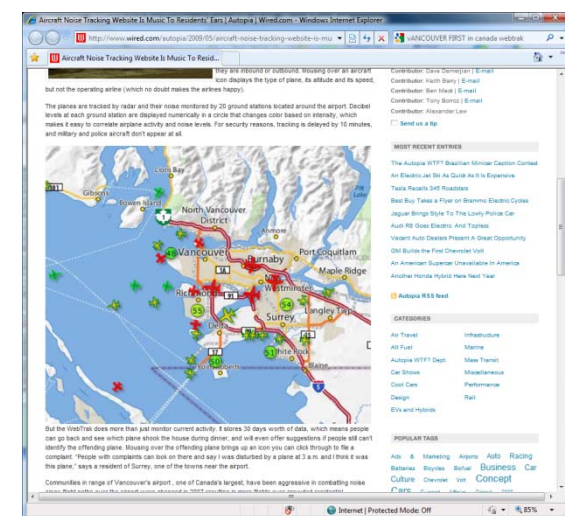 Aircraft Noise Tracking Website Is Music To Residents' Ears | Autopia | Wired.com - Windows Internet Explorer
http://www.wired.com/autopia/2009/05/aircraft-noise-tracking-website-is-mu
vANCOUVER FIRST in canada webtrak
Aircraft Noise Tracking Website Is Music To Resid...
they are inbound or outbound. Mousing over an aircraft
icon displays the type of plane, its altitude and its speed,
but not the operating airline (which no doubt makes the airlines happy).
The planes are tracked by radar and their noise monitored by 20 ground stations located around the airport. Decibel
levels at each ground station are displayed numerically in a circle that changes color based on intensity, which
makes it easy to correlate airplane activity and noise levels. For security reasons, tracking is delayed by 10 minutes,
and military and police aircraft don't appear at all.
Lions Bay
Gibsons
Bowen Island
1
North Vancouver
District
Pitt
Lake
Anmore
48
Vancouver
Burnaby
Port Coquitlam
1A
Maple Ridge
New
Westminster
Richmond
91
55
54
Langley Twp
Surrey
Delta
17
50
51
White Rock
Point Roberts
Blaine
5
But the WebTrak does more than just monitor current activity. It stores 30 days worth of data, which means people
can go back and see which plane shook the house during dinner, and will even offer suggestions if people still can't
identify the offending plane. Mousing over the offending plane brings up an icon you can click through to file a
complaint. "People with complaints can look on there and say I was disturbed by a plane at 3 a.m. and I think it was
this plane," says a resident of Surrey, one of the towns near the airport.
Communities in range of Vancouver's airport , one of Canada's largest, have been aggressive in combatting noise
Contributor: Dave Demerjian | E-mail
Contributor: Keith Barry | E-mail
Contributor: Ben Mack | E-mail
Contributor: Tony Borroz | E-mail
Contributor: Alexander Lew
Send us a tip
MOST RECENT ENTRIES
The Autopia WTF? Brazilian Minicar Caption Contest
An Electric Jet Ski As Quick As It Is Expensive
Tesla Recalls 345 Roadsters
Best Buy Takes a Flyer on Brammo Electric Cycles
Jaguar Brings Style To The Lowly Police Car
Audi R8 Goes Electric And Topless
Vacant Auto Dealers Present A Great Opportunity
GM Builds the First Chevrolet Volt
An American Supercar Unavailable In America
Another Honda Hybrid Here Next Year
Autopia RSS feed
CATEGORIES
Air Travel Infrastructure
Alt Fuel Marine
Autopia WTF? Dept Mass Transit
Car Shows Miscellaneous
Cool Cars Performance
Design Rail
EVs and Hybrids
POPULAR TAGS
Ads & Marketing Airports Auto Racing
Batteries Bicycles Biofuel Business Car
Culture Chevrolet Volt Concept
Cars
Internet | Protected Mode: Off
85%